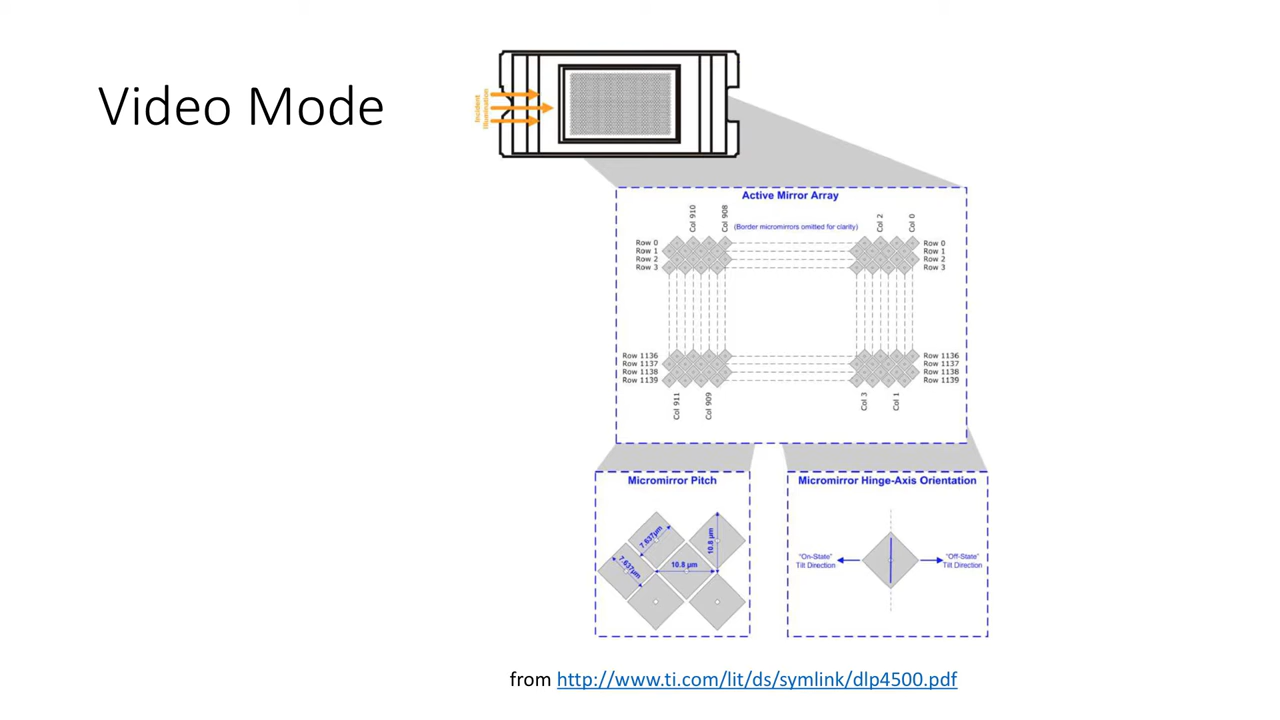 Video Mode
Incident
Illumination
Active Mirror Array
Col 910
Col 908
(Border micromirrors omitted for clarity)
Col 2
Col 0
Row 0
Row 1
Row 2
Row 3
Row 0
Row 1
Row 2
Row 3
Row 1136
Row 1137
Row 1138
Row 1139
Row 1136
Row 1137
Row 1138
Row 1139
Col 911
Col 909
Col 3
Col 1
Micromirror Pitch
7.637µm
7.637µm
10.8 µm
10.8 µm
Micromirror Hinge-Axis Orientation
"On-State"
Tilt Direction
"Off-State"
Tilt Direction
from http://www.ti.com/lit/ds/symlink/dlp4500.pdf